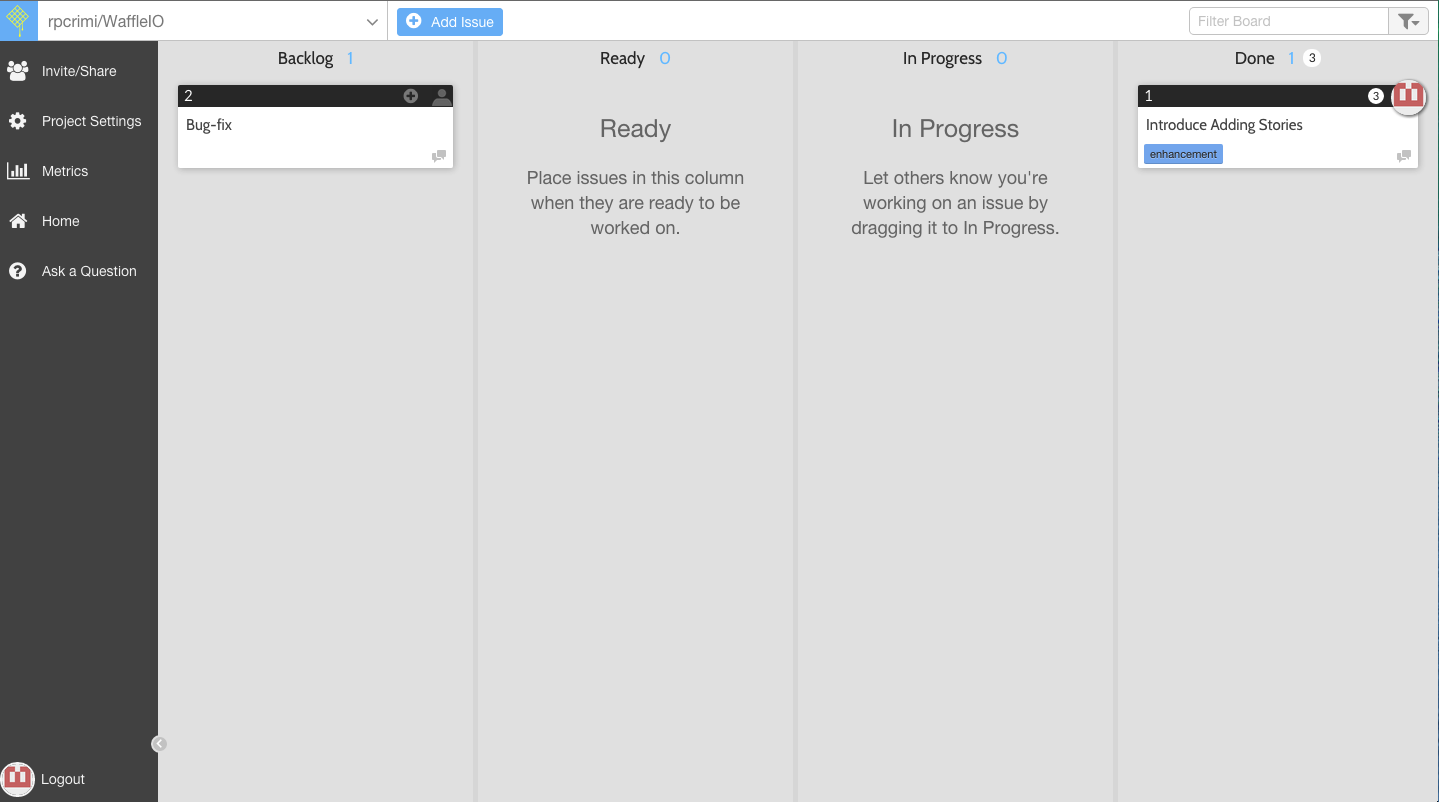 rpcrimi/WaffleIO
Add Issue
Filter Board
Invite/Share
Project Settings
Metrics
Home
Ask a Question
Logout
Backlog 1
2
Bug-fix
Ready 0
Ready
Place issues in this column
when they are ready to be
worked on.
In Progress 0
In Progress
Let others know you're
working on an issue by
dragging it to In Progress.
Done 1 3
1 3
Introduce Adding Stories
enhancement